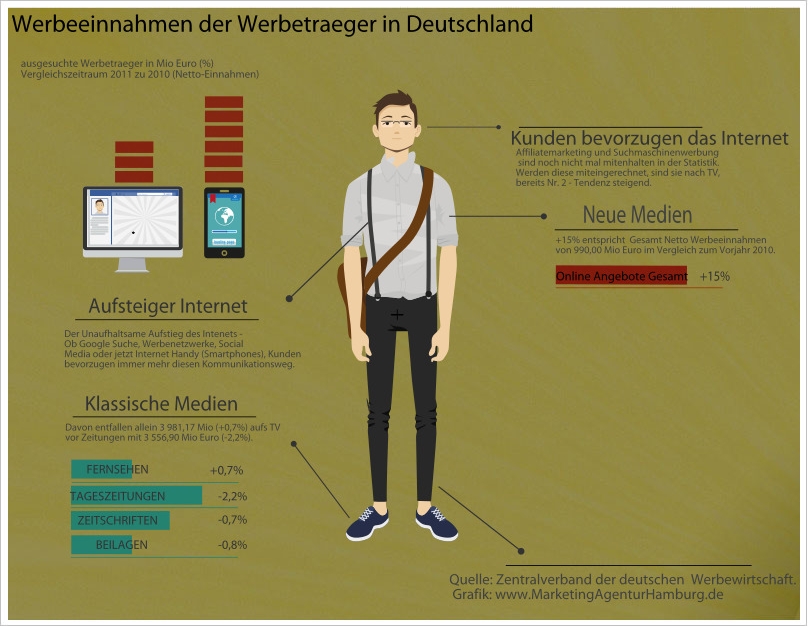 Werbeeinnahmen der Werbetraeger in Deutschland
ausgesuchte Werbetraeger in Mio Euro (%)
Vergleichszeitraum 2011 zu 2010 (Netto-Einnahmen)
Kunden bevorzugen das Internet
Affiliatemarketing und Suchmaschinenwerbung
sind noch nicht mal mitenhalten in der Statistik.
Werden diese miteingerechnet, sind sie nach TV,
bereits Nr. 2 - Tendenz steigend.
Neue Medien
+15% entspricht Gesamt Netto Werbeeinnahmen
von 990,00 Mio Euro im Vergleich zum Vorjahr 2010.
Online Angebote Gesamt +15%
Aufsteiger Internet
Der Unaufhaltsame Aufstieg des Intenets -
Ob Google Suche, Werbenetzwerke, Social
Media oder jetzt Internet Handy (Smartphones), Kunden
bevorzugen immer mehr diesen Kommunikationsweg.
Klassische Medien
Davon entfallen allein 3 981,17 Mio (+0,7%) aufs TV
vor Zeitungen mit 3 556,90 Mio Euro (-2,2%).
FERNSEHEN +0,7%
TAGESZEITUNGEN -2,2%
ZEITSCHRIFTEN -0,7%
BEILAGEN -0,8%
Quelle: Zentralverband der deutschen Werbewirtschaft.
Grafik: www.MarketingAgenturHamburg.de